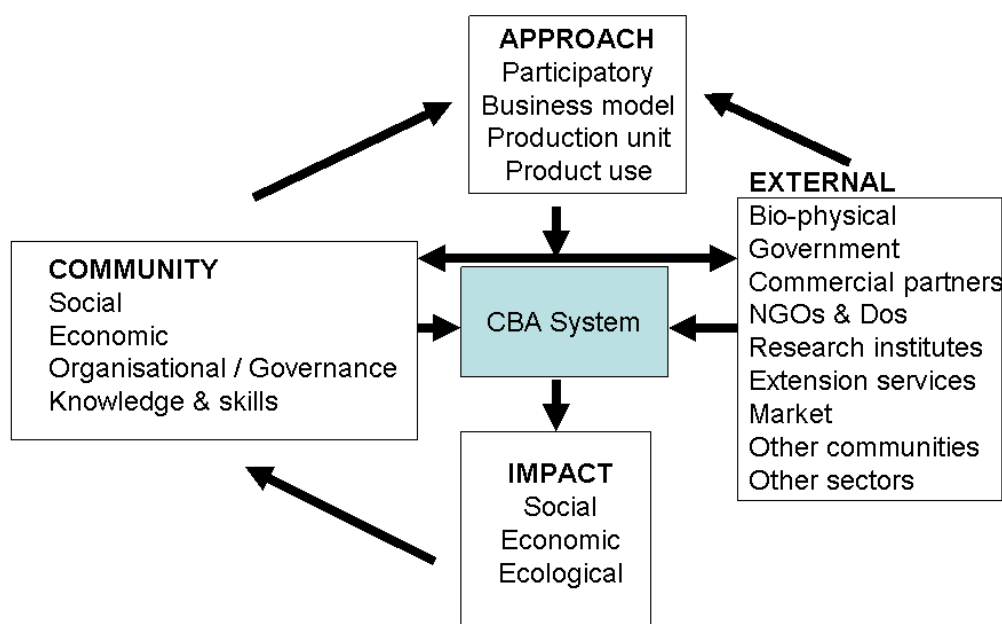 APPROACH
Participatory
Business model
Production unit
Product use
COMMUNITY
Social
Economic
Organisational / Governance
Knowledge & skills
CBA System
EXTERNAL
Bio-physical
Government
Commercial partners
NGOs & Dos
Research institutes
Extension services
Market
Other communities
Other sectors
IMPACT
Social
Economic
Ecological